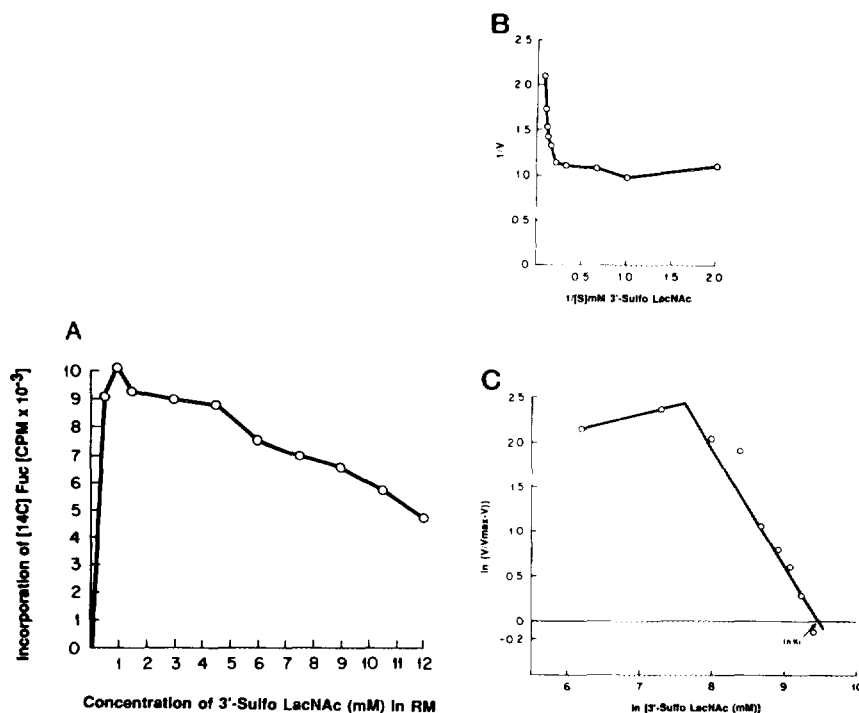 B
2.5
2.0
1.5
1.0
0.5
0
1/V
0.5
1.0
1.5
2.0
1/[S]mM 3'-Sulfo LacNAc
A
10
9
8
7
6
5
4
3
2
1
0
Incorporation of [14C] Fuc [CPM x 10-3]
1 2 3 4 5 6 7 8 9 10 11 12
Concentration of 3'-Sulfo LacNAc (mM) In RM
C
2.5
2.0
1.5
1.0
0.5
0
-0.2
ln (V/Vmax-V)]
ln Ki
6 7 8 9 10
ln [3'-Sulfo LacNAc (mM)]